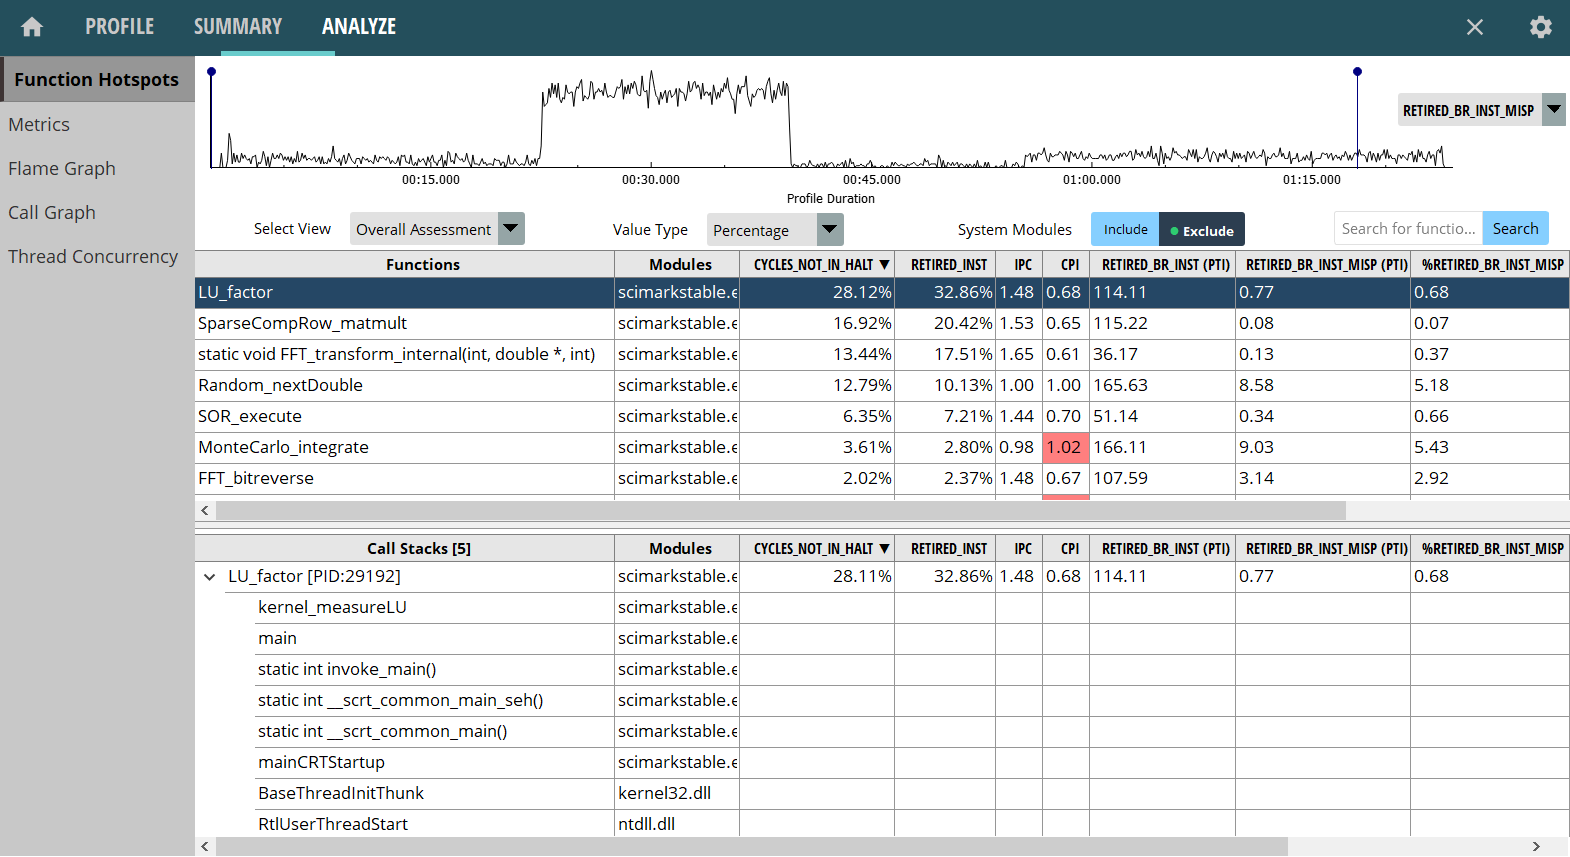 PROFILE SUMMARY ANALYZE
Function Hotspots
Metrics
Flame Graph
Call Graph
Thread Concurrency
RETIRED_BR_INST_MISP
00:15.000 00:30.000 00:45.000 01:00.000 01:15.000
Profile Duration
Select View Overall Assessment Value Type Percentage System Modules Include Exclude Search for functio... Search
Functions Modules CYCLES_NOT_IN_HALT RETIRED_INST IPC CPI RETIRED_BR_INST (PTI) RETIRED_BR_INST_MISP (PTI) %RETIRED_BR_INST_MISP
LU_factor scimarkstable.e 28.12% 32.86% 1.48 0.68 114.11 0.77 0.68
SparseCompRow_matmult scimarkstable.e 16.92% 20.42% 1.53 0.65 115.22 0.08 0.07
static void FFT_transform_internal(int, double *, int) scimarkstable.e 13.44% 17.51% 1.65 0.61 36.17 0.13 0.37
Random_nextDouble scimarkstable.e 12.79% 10.13% 1.00 1.00 165.63 8.58 5.18
SOR_execute scimarkstable.e 6.35% 7.21% 1.44 0.70 51.14 0.34 0.66
MonteCarlo_integrate scimarkstable.e 3.61% 2.80% 0.98 1.02 166.11 9.03 5.43
FFT_bitreverse scimarkstable.e 2.02% 2.37% 1.48 0.67 107.59 3.14 2.92
Call Stacks [5] Modules CYCLES_NOT_IN_HALT RETIRED_INST IPC CPI RETIRED_BR_INST (PTI) RETIRED_BR_INST_MISP (PTI) %RETIRED_BR_INST_MISP
LU_factor [PID:29192] scimarkstable.e 28.11% 32.86% 1.48 0.68 114.11 0.77 0.68
kernel_measureLU scimarkstable.e
main scimarkstable.e
static int invoke_main() scimarkstable.e
static int __scrt_common_main_seh() scimarkstable.e
static int __scrt_common_main() scimarkstable.e
mainCRTStartup scimarkstable.e
BaseThreadInitThunk kernel32.dll
RtlUserThreadStart ntdll.dll